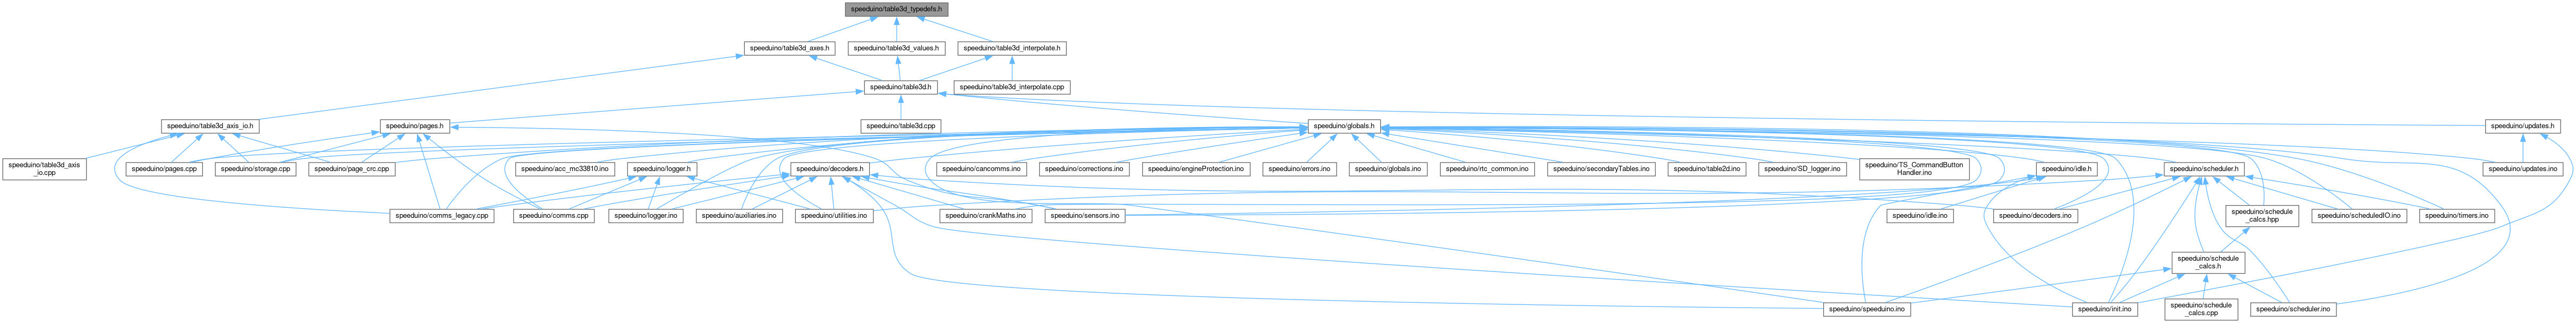 speeduino/table3d_typedefs.h
speeduino/table3d_axes.h
speeduino/table3d_values.h
speeduino/table3d_interpolate.h
speeduino/table3d.h
speeduino/table3d_interpolate.cpp
speeduino/table3d_axis_io.h
speeduino/pages.h
speeduino/table3d.cpp
speeduino/globals.h
speeduino/updates.h
speeduino/table3d_axis
_io.cpp
speeduino/pages.cpp
speeduino/storage.cpp
speeduino/page_crc.cpp
speeduino/acc_mc33810.ino
speeduino/logger.h
speeduino/decoders.h
speeduino/cancomms.ino
speeduino/corrections.ino
speeduino/engineProtection.ino
speeduino/errors.ino
speeduino/globals.ino
speeduino/rtc_common.ino
speeduino/secondaryTables.ino
speeduino/table2d.ino
speeduino/SD_logger.ino
speeduino/TS_CommandButton
Handler.ino
speeduino/idle.h
speeduino/scheduler.h
speeduino/updates.ino
speeduino/comms_legacy.cpp
speeduino/comms.cpp
speeduino/logger.ino
speeduino/auxiliaries.ino
speeduino/utilities.ino
speeduino/crankMaths.ino
speeduino/sensors.ino
speeduino/idle.ino
speeduino/decoders.ino
speeduino/schedule
_calcs.hpp
speeduino/scheduledIO.ino
speeduino/timers.ino
speeduino/schedule
_calcs.h
speeduino/speeduino.ino
speeduino/init.ino
speeduino/schedule
_calcs.cpp
speeduino/scheduler.ino